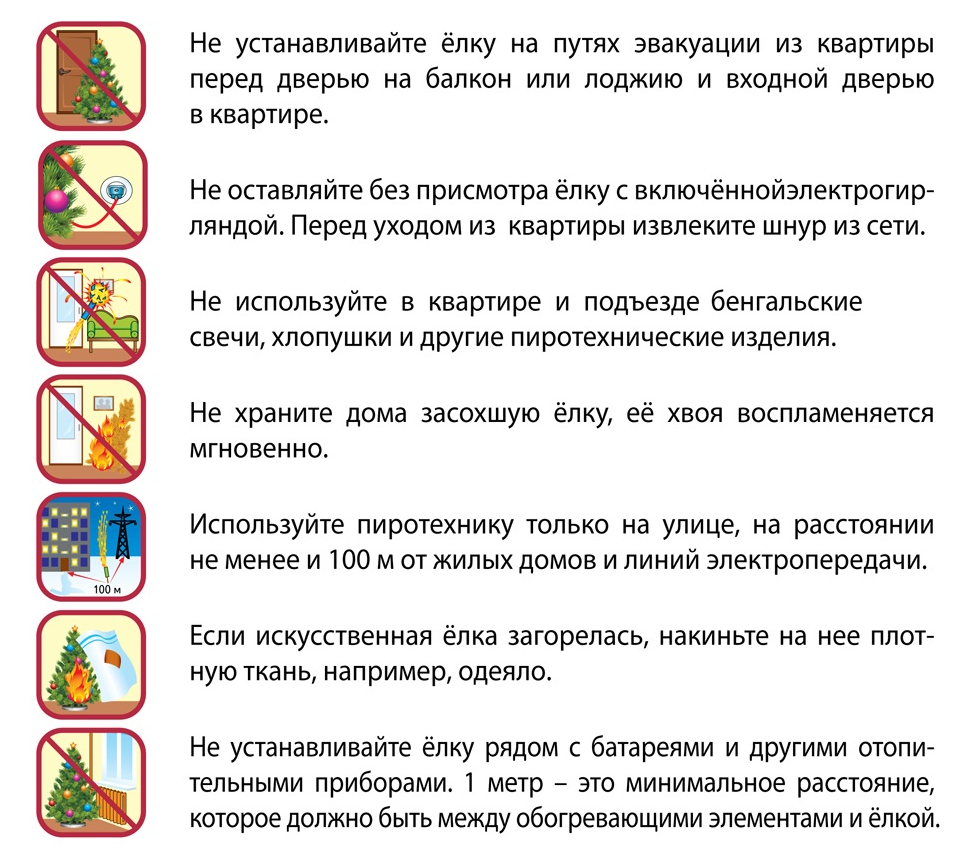 Не устанавливайте ёлку на путях эвакуации из квартиры
перед дверью на балкон или лоджию и входной дверью
в квартире.
Не оставляйте без присмотра ёлку с включённойэлектрогир-
ляндой. Перед уходом из квартиры извлеките шнур из сети.
Не используйте в квартире и подъезде бенгальские
свечи, хлопушки и другие пиротехнические изделия.
Не храните дома засохшую ёлку, её хвоя воспламеняется
мгновенно.
100 м
Используйте пиротехнику только на улице, на расстоянии
не менее и 100 м от жилых домов и линий электропередачи.
Если искусственная ёлка загорелась, накиньте на нее плот-
ную ткань, например, одеяло.
Не устанавливайте ёлку рядом с батареями и другими отопи-
тельными приборами. 1 метр – это минимальное расстояние,
которое должно быть между обогревающими элементами и ёлкой.